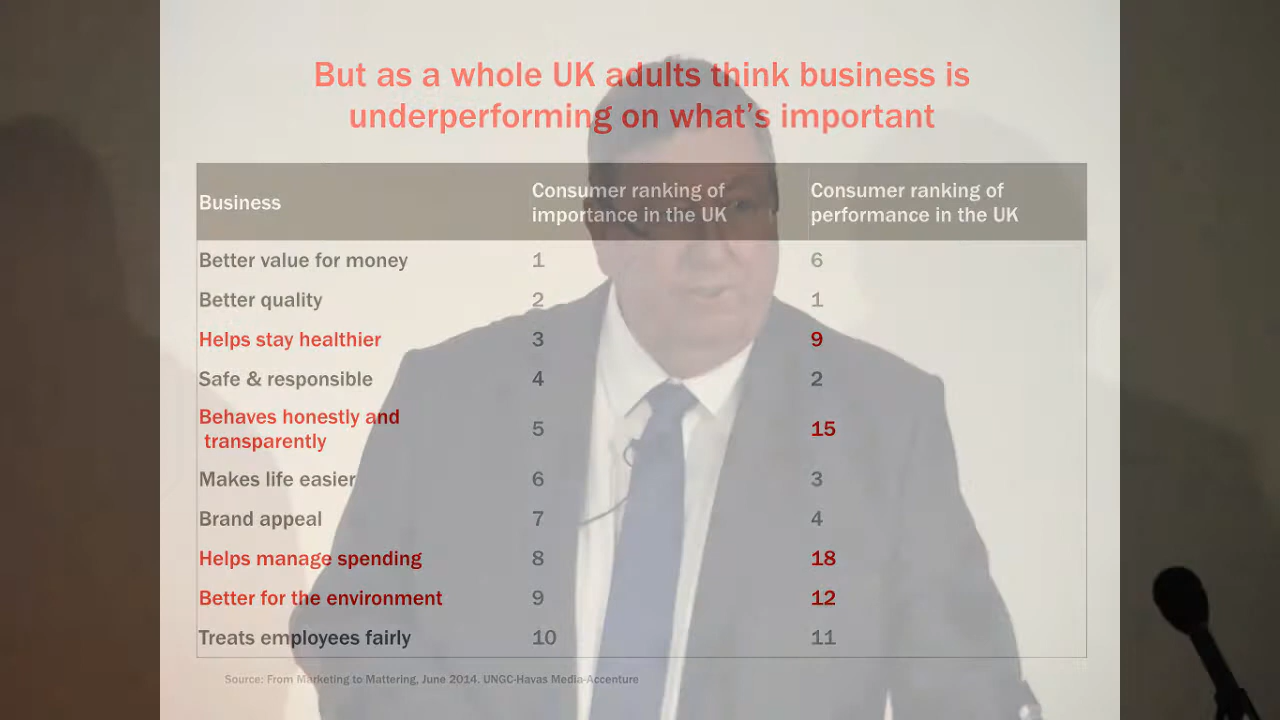 But as a whole UK adults think business is
underperforming on what's important
Business
Consumer ranking of
importance in the UK
Consumer ranking of
performance in the UK
Better value for money 1 6
Better quality 2 1
Helps stay healthier 3 9
Safe & responsible 4 2
Behaves honestly and
transparently 5 15
Makes life easier 6 3
Brand appeal 7 4
Helps manage spending 8 18
Better for the environment 9 12
Treats employees fairly 10 11
Source: From Marketing to Mattering, June 2014. UNGC-Havas Media-Accenture